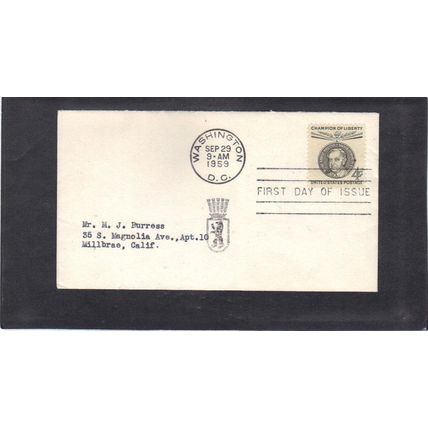 WASHINGTON
SEP 29
9-AM
1959
D.C.
CHAMPION OF LIBERTY
4¢
UNITED STATES POSTAGE
FIRST DAY OF ISSUE
Mr. M. J. Burress
35 S. Magnolia Ave.,Apt.10
Millbrae, Calif.